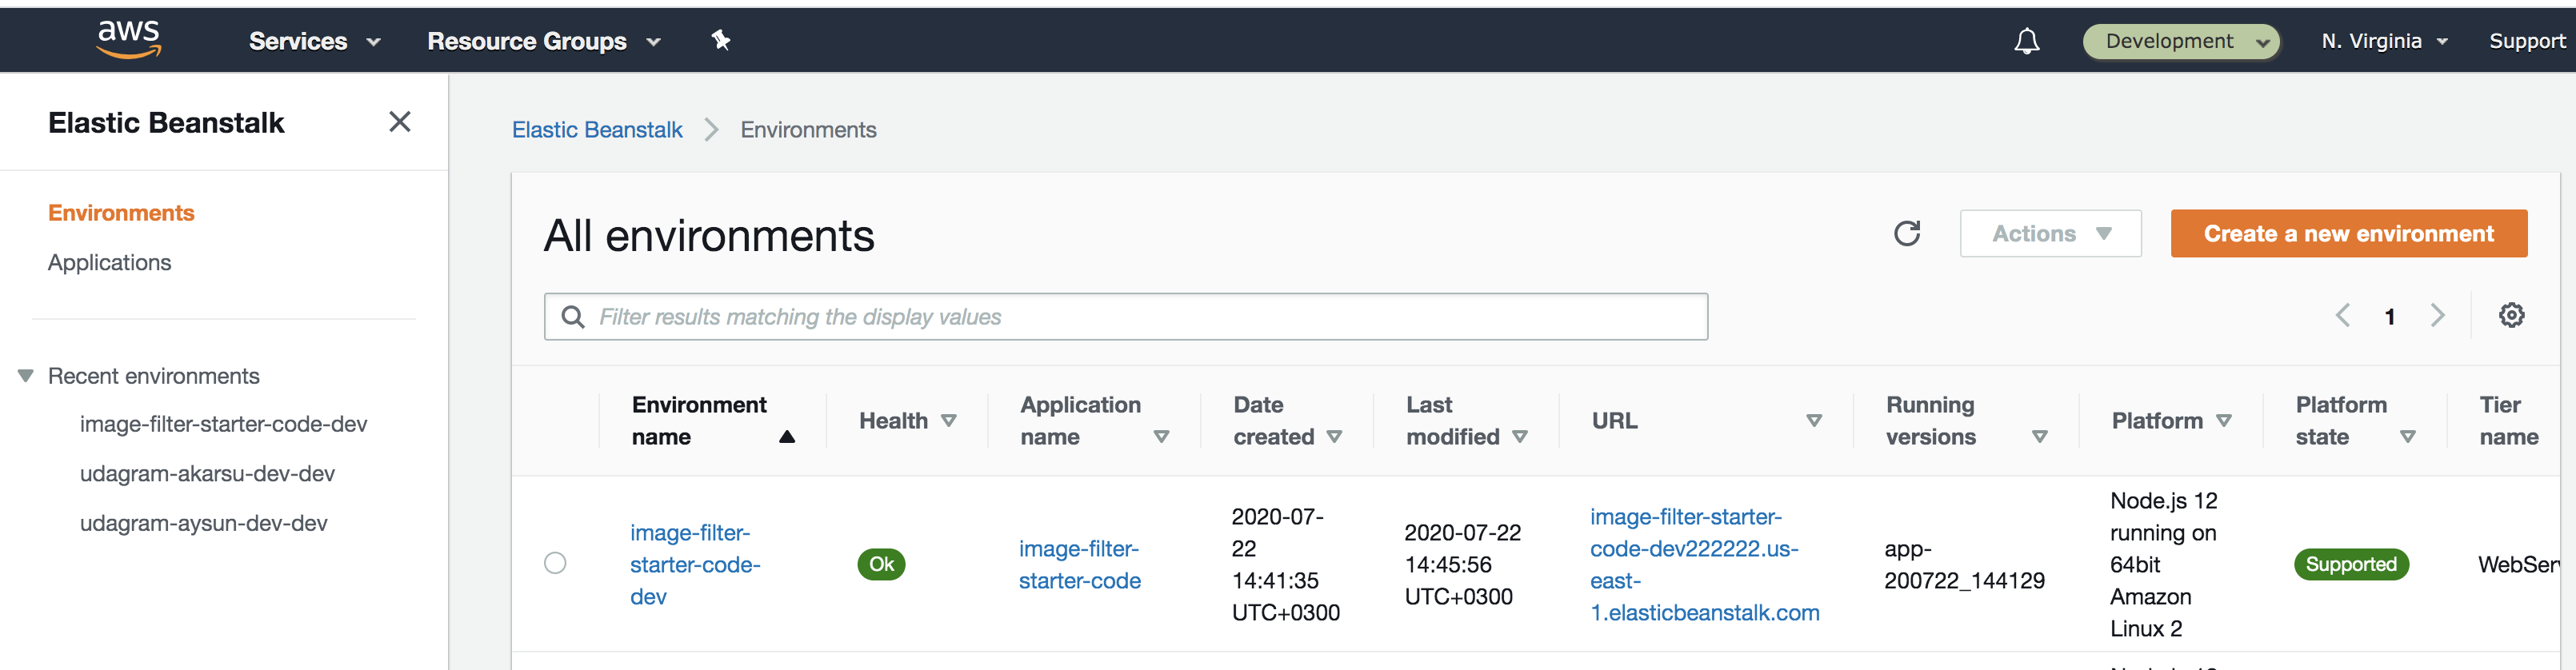 aws
Services
Resource Groups
Development
N. Virginia
Support
Elastic Beanstalk
Environments
Applications
Recent environments
image-filter-starter-code-dev
udagram-akarsu-dev-dev
udagram-aysun-dev-dev
Elastic Beanstalk
Environments
All environments
Actions
Create a new environment
Filter results matching the display values
1
Environment
name
Health
Application
name
Date
created
Last
modified
URL
Running
versions
Platform
Platform
state
Tier
name
image-filter-
starter-code-
dev
Ok
image-filter-
starter-code
2020-07-
22
14:41:35
UTC+0300
2020-07-22
14:45:56
UTC+0300
image-filter-starter-
code-dev222222.us-
east-
1.elasticbeanstalk.com
app-
200722_144129
Node.js 12
running on
64bit
Amazon
Linux 2
Supported